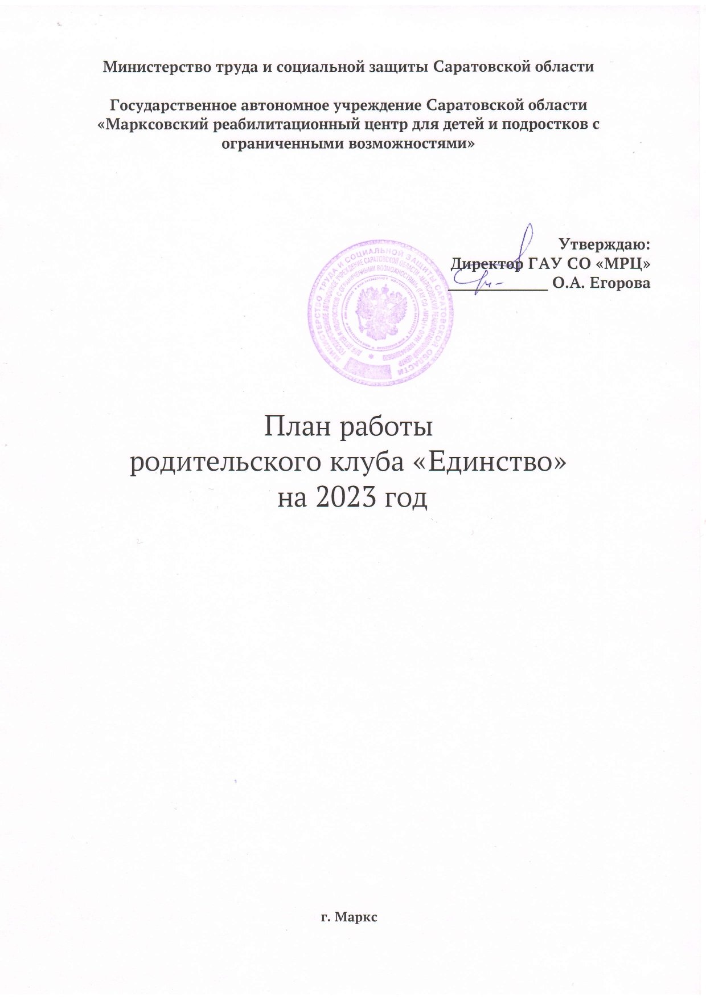 Министерство труда и социальной защиты Саратовской области
Государственное автономное учреждение Саратовской области
«Марксовский реабилитационный центр для детей и подростков с
ограниченными возможностями»
Утверждаю:
Директор ГАУ СО «МРЦ»
О.А. Егорова
МИНИСТЕРСТВО ТРУДА И СОЦИАЛЬНОЙ ЗАЩИТЫ САРАТОВСКОЙ ОБЛАСТИ
План работы
родительского клуба «Единство»
на 2023 год
г. Маркс